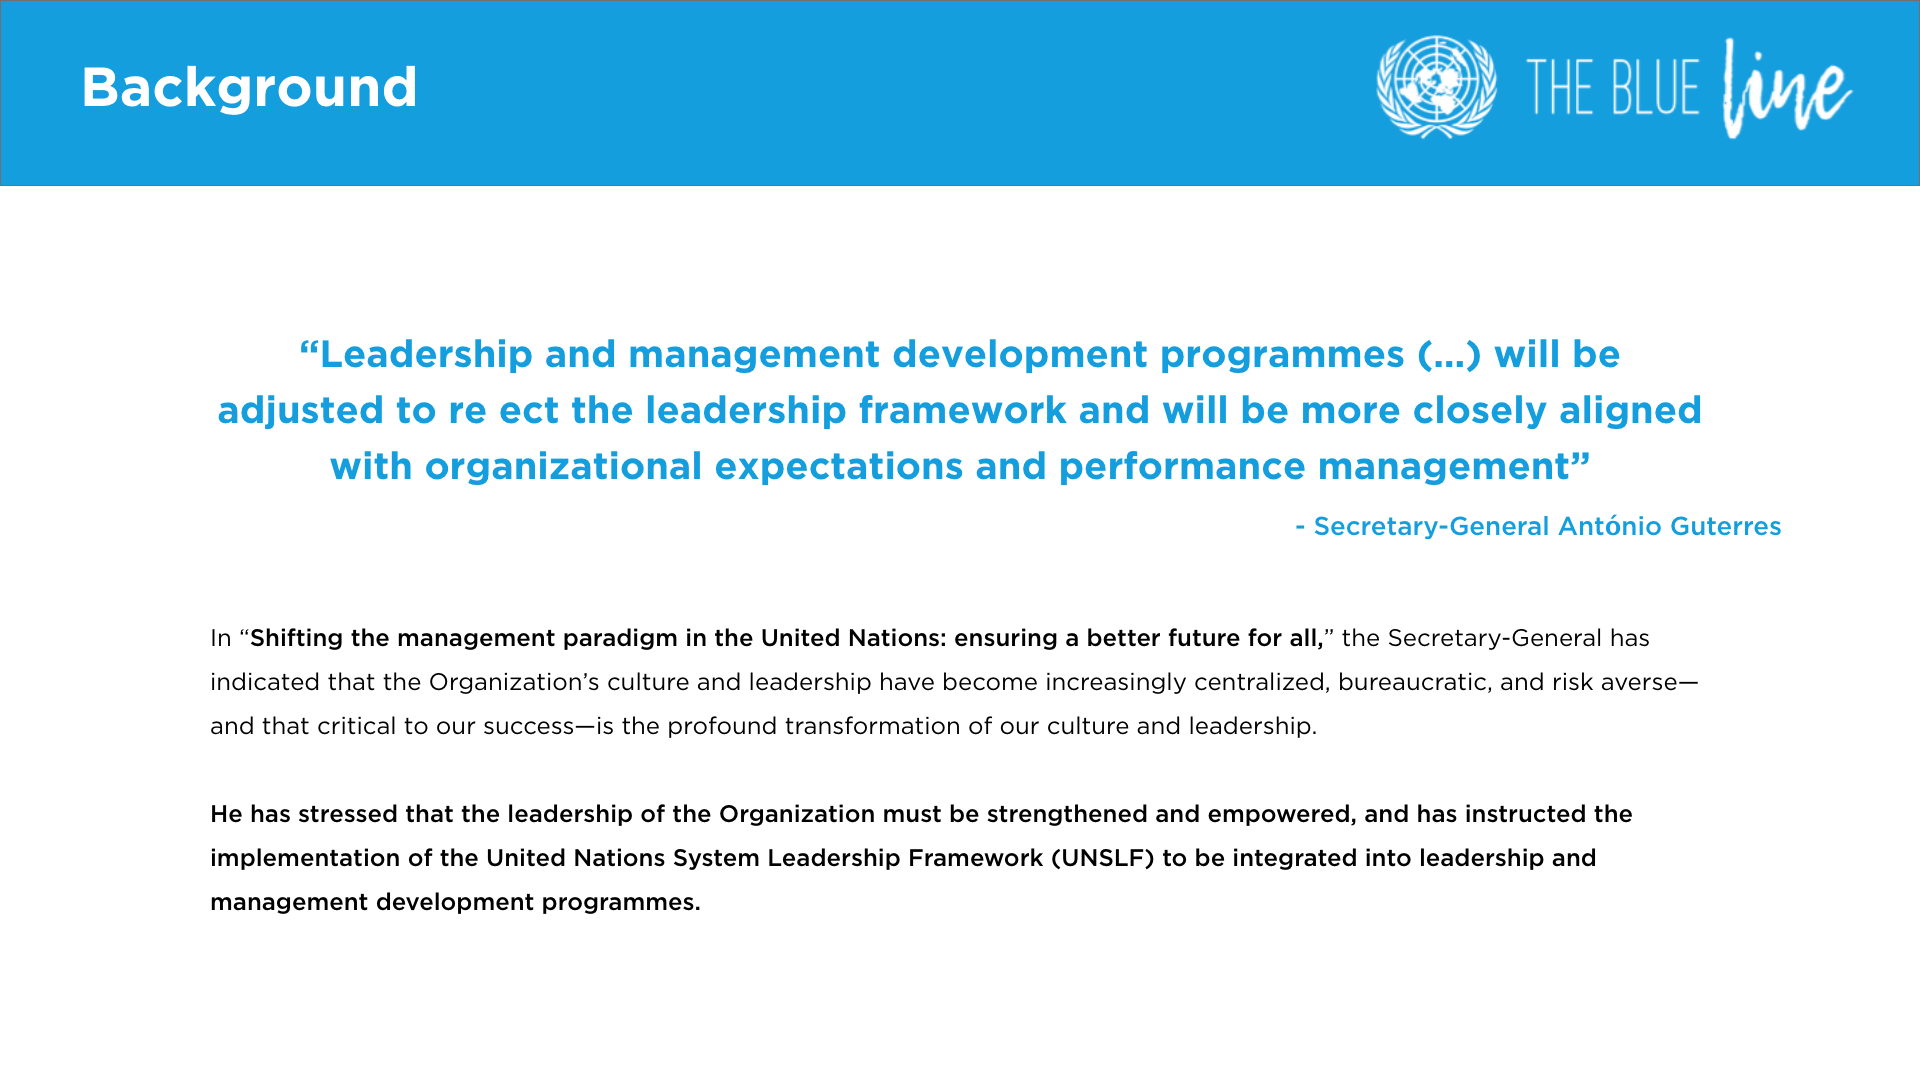 Background
THE BLUE line
“Leadership and management development programmes (...) will be
adjusted to re ect the leadership framework and will be more closely aligned
with organizational expectations and performance management”
- Secretary-General António Guterres
In “Shifting the management paradigm in the United Nations: ensuring a better future for all,” the Secretary-General has
indicated that the Organization’s culture and leadership have become increasingly centralized, bureaucratic, and risk averse—
and that critical to our success—is the profound transformation of our culture and leadership.
He has stressed that the leadership of the Organization must be strengthened and empowered, and has instructed the
implementation of the United Nations System Leadership Framework (UNSLF) to be integrated into leadership and
management development programmes.